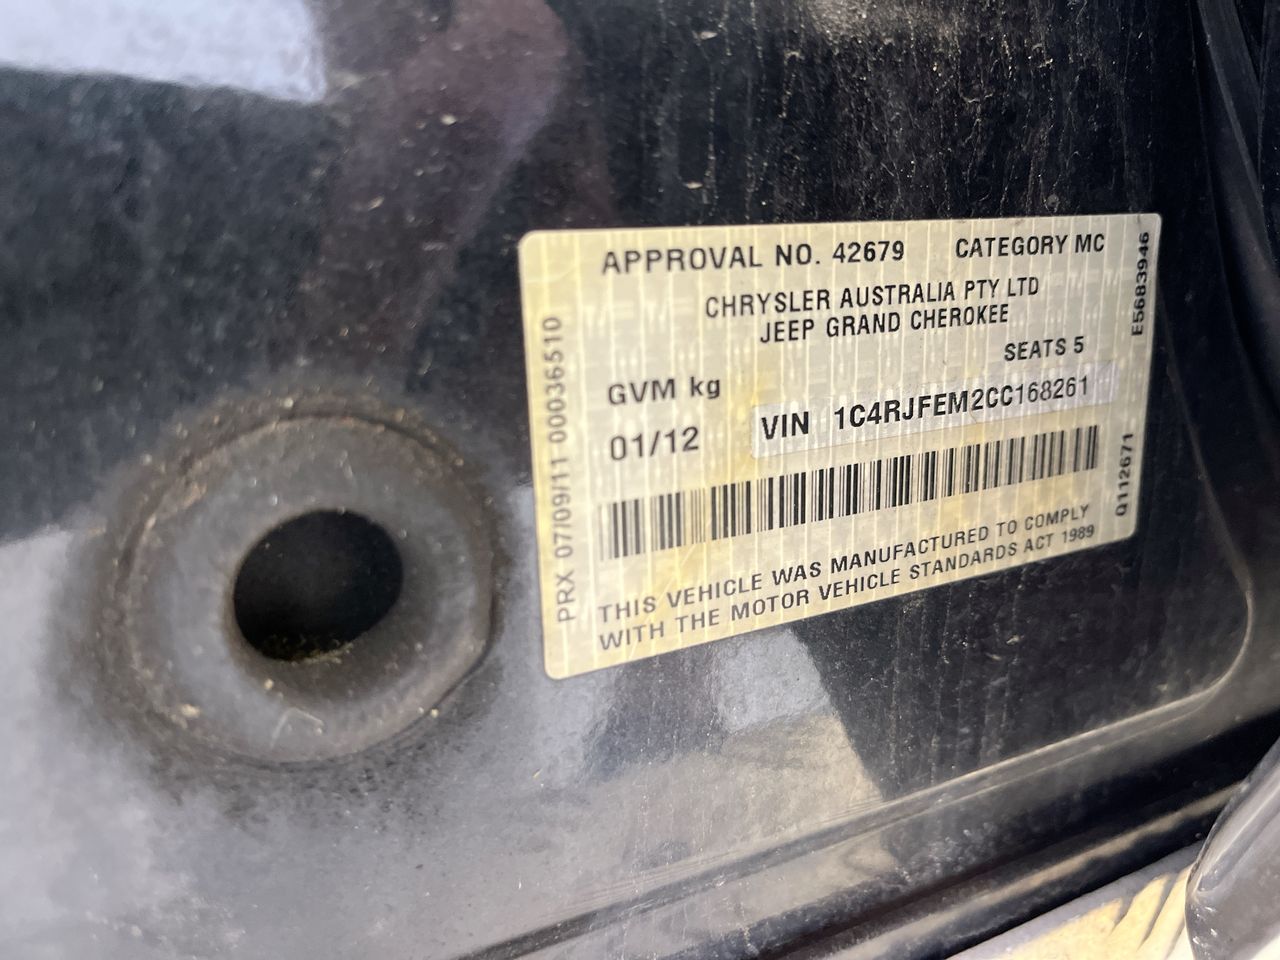 APPROVAL NO. 42679 CATEGORY MC
CHRYSLER AUSTRALIA PTY LTD
JEEP GRAND CHEROKEE
SEATS 5
GVM kg
01/12 VIN 1C4RJFEM2CC168261
THIS VEHICLE WAS MANUFACTURED TO COMPLY
WITH THE MOTOR VEHICLE STANDARDS ACT 1989
PRX 07/09/11 00036510
E5683946
Q112671